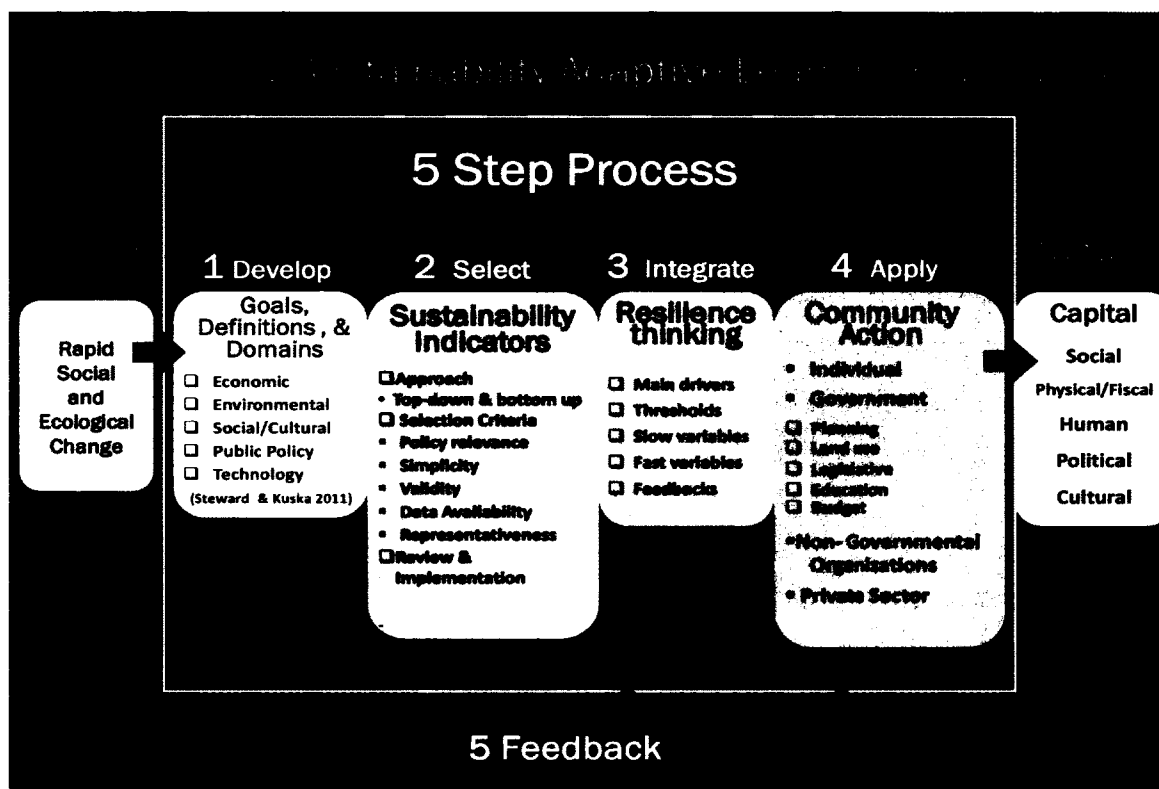 Sustainability Adaptive
5 Step Process
1 Develop
2 Select
3 Integrate
4 Apply
Rapid
Social
and
Ecological
Change
Goals,
Definitions , &
Domains
❑ Economic
❑ Environmental
❑ Social/Cultural
❑ Public Policy
❑ Technology
(Steward & Kuska 2011)
Sustainability
indicators
❑Approach
• Top-down & bottom up
❑Selection Criteria
• Policy relevance
• Simplicity
• Validity
• Data Availability
• Representativeness
❑Review &
Implementation
Resilience
thinking
❑ Main drivers
❑ Thresholds
❑ Slow variables
❑ Fast variables
❑ Feedbacks
Community
Action
• Individual
• Government
❑ Planning
❑ Land use
❑ Legislative
❑ Education
❑ Budget
•Non- Governmental
Organizations
• Private Sector
Capital
Social
Physical/Fiscal
Human
Political
Cultural
5 Feedback